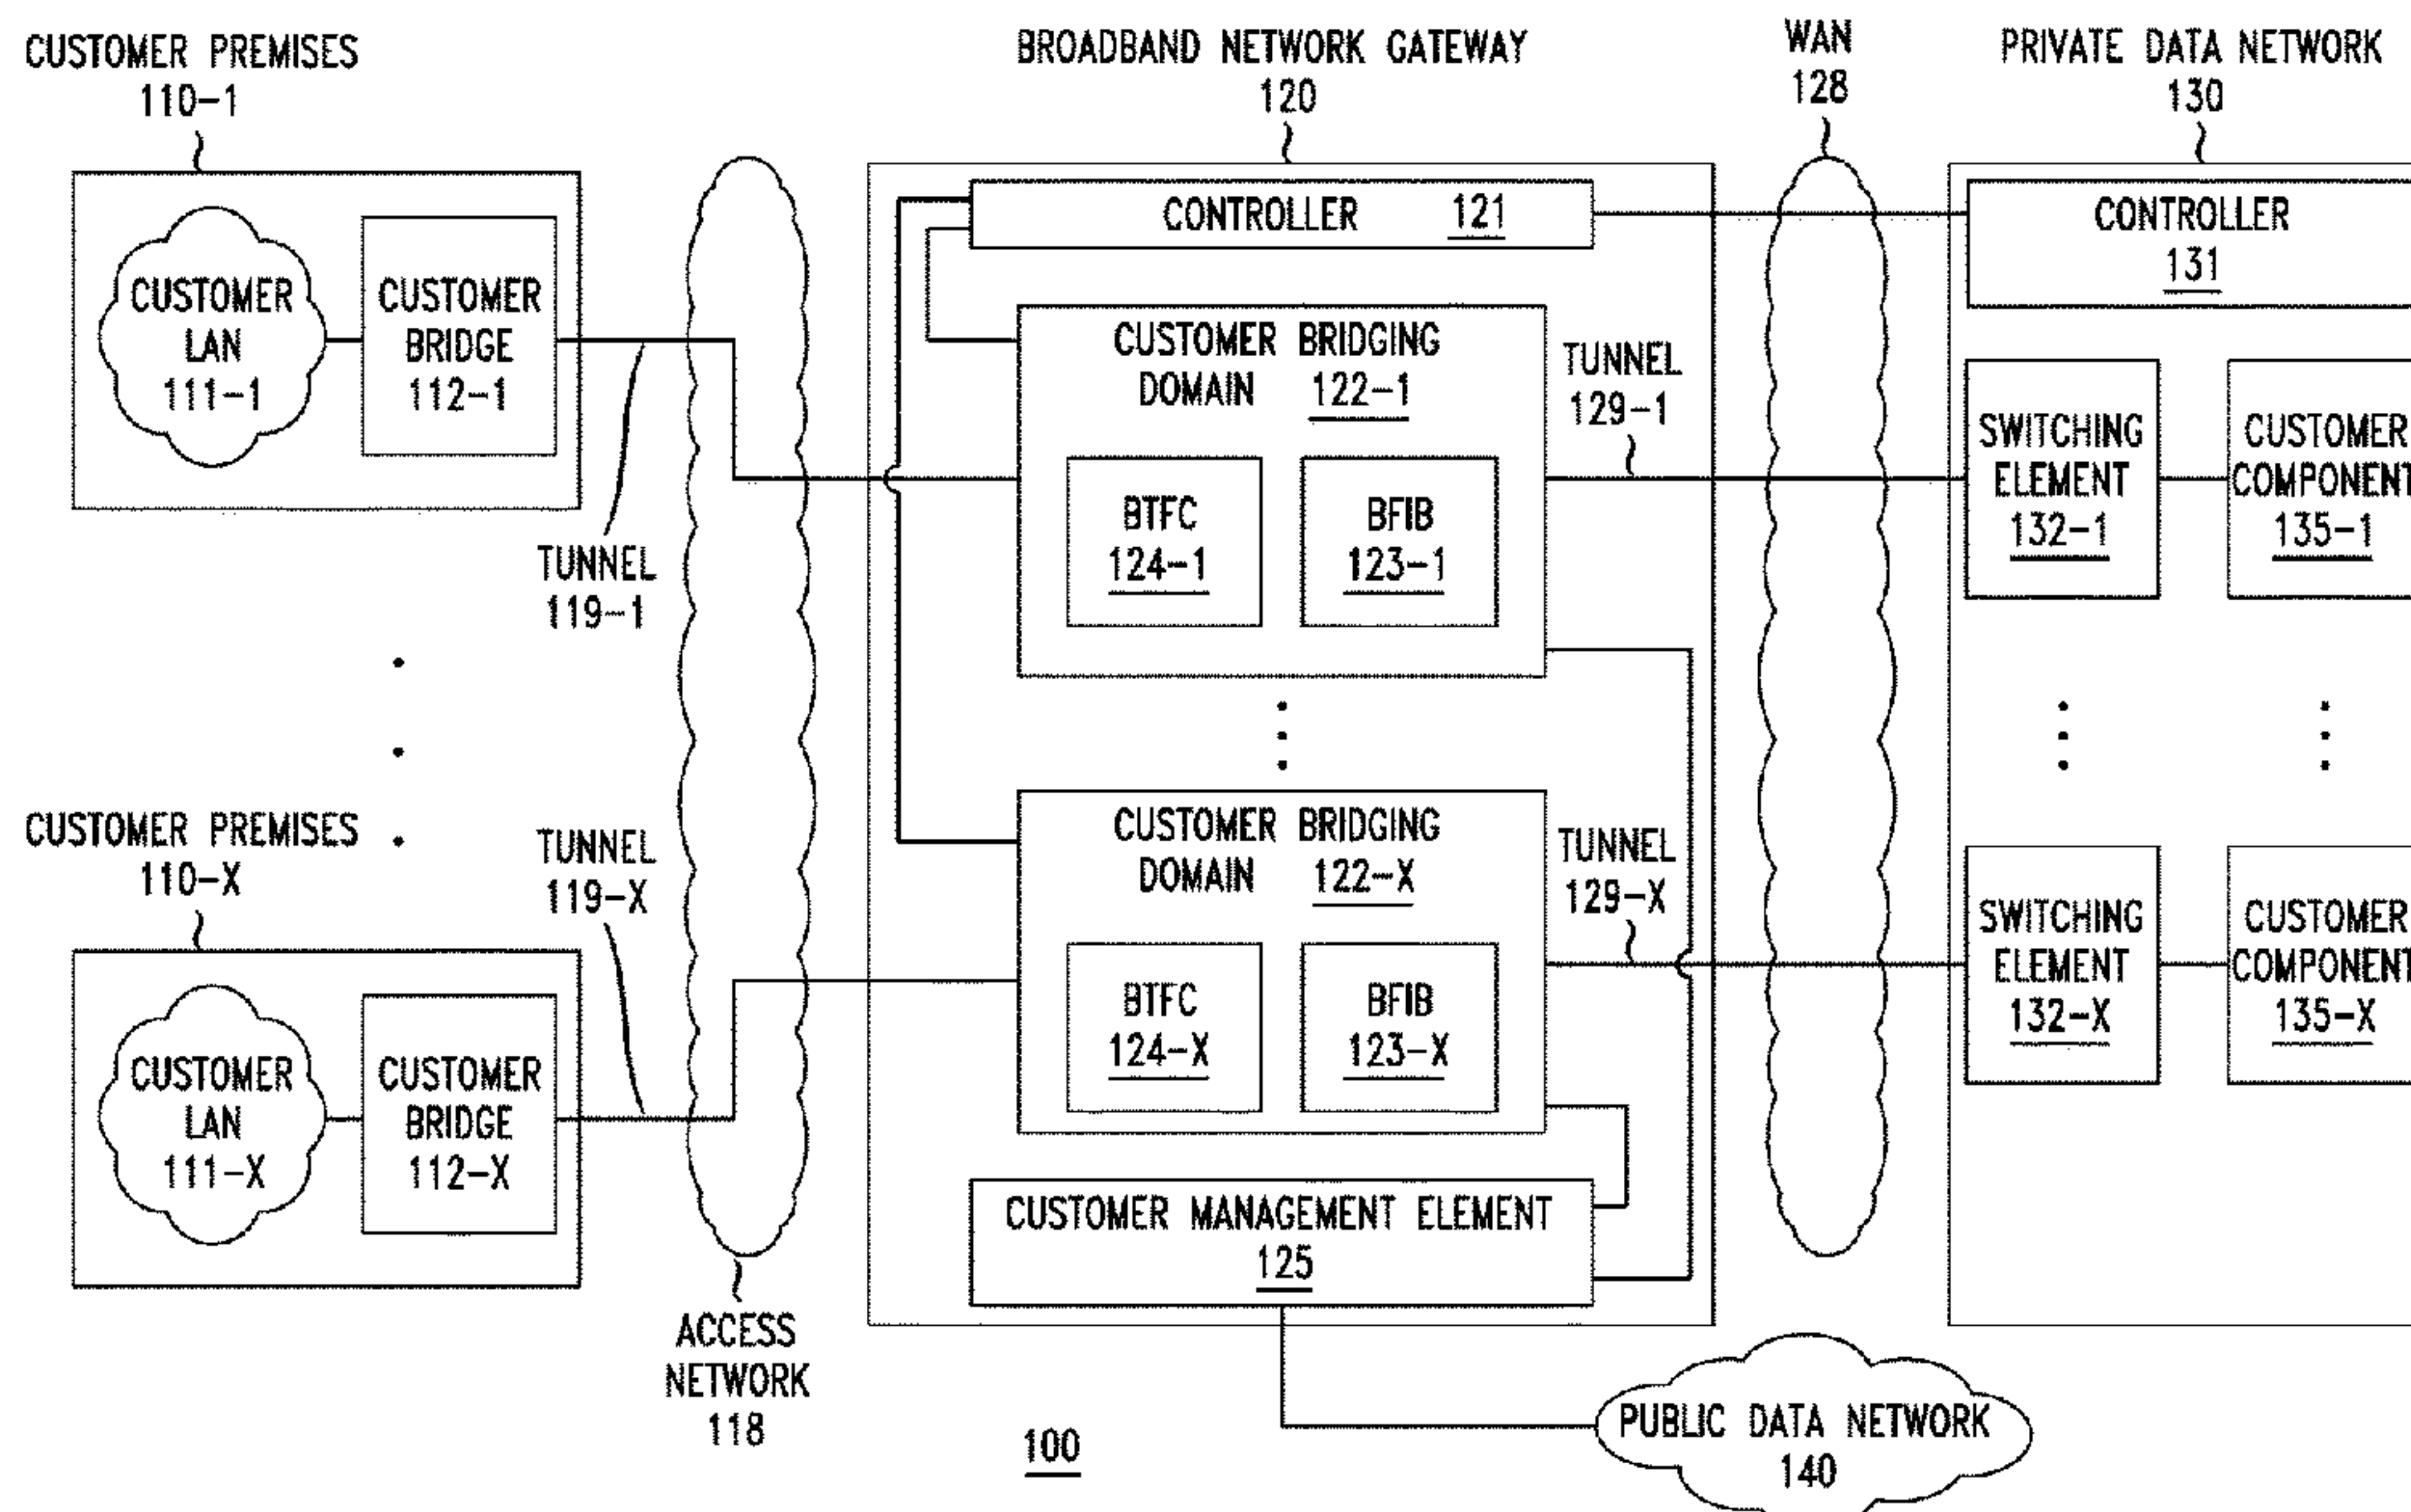 CUSTOMER PREMISES
110-1
BROADBAND NETWORK GATEWAY
120
WAN
128
PRIVATE DATA NETWORK
130
CUSTOMER
LAN
111-1
CUSTOMER
BRIDGE
112-1
TUNNEL
119-1
CONTROLLER 121
CUSTOMER BRIDGING
DOMAIN 122-1
BTFC
124-1
BFIB
123-1
TUNNEL
129-1
CONTROLLER
131
SWITCHING
ELEMENT
132-1
CUSTOMER
COMPONENT
135-1
CUSTOMER PREMISES
110-X
CUSTOMER
LAN
111-X
CUSTOMER
BRIDGE
112-X
TUNNEL
119-X
CUSTOMER BRIDGING
DOMAIN 122-X
BTFC
124-X
BFIB
123-X
TUNNEL
129-X
SWITCHING
ELEMENT
132-X
CUSTOMER
COMPONENT
135-X
CUSTOMER MANAGEMENT ELEMENT
125
ACCESS
NETWORK
118
100
PUBLIC DATA NETWORK
140